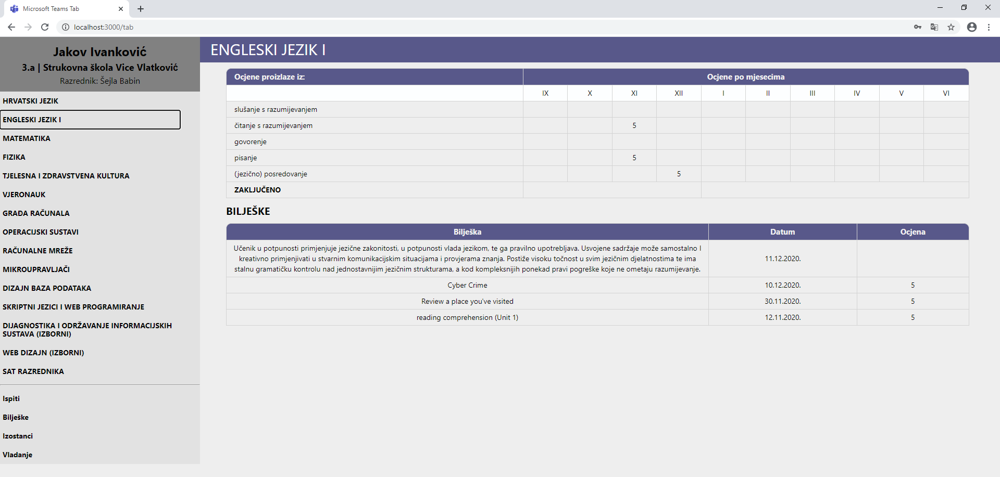 Microsoft Teams Tab
localhost:3000/tab
Jakov Ivanković
3.a | Strukovna škola Vice Vlatković
Razrednik: Šejla Babin
HRVATSKI JEZIK
ENGLESKI JEZIK I
MATEMATIKA
FIZIKA
TJELESNA I ZDRAVSTVENA KULTURA
VJERONAUK
GRAĐA RAČUNALA
OPERACIJSKI SUSTAVI
RAČUNALNE MREŽE
MIKROUPRAVLJAČI
DIZAJN BAZA PODATAKA
SKRIPTNI JEZICI I WEB PROGRAMIRANJE
DIJAGNOSTIKA I ODRŽAVANJE INFORMACIJSKIH
SUSTAVA (IZBORNI)
WEB DIZAJN (IZBORNI)
SAT RAZREDNIKA
Ispiti
Bilješke
Izostanci
Vladanje
ENGLESKI JEZIK I
Ocjene proizlaze iz: Ocjene po mjesecima
IX X XI XII I II III IV V VI
slušanje s razumijevanjem
čitanje s razumijevanjem 5
govorenje
pisanje 5
(jezično) posredovanje 5
ZAKLJUČENO
BILJEŠKE
Bilješka Datum Ocjena
Učenik u potpunosti primjenjuje jezične zakonitosti, u potpunosti vlada jezikom, te ga pravilno upotrebljava. Usvojene sadržaje može samostalno I
kreativno primjenjivati u stvarnim komunikacijskim situacijama i provjerama znanja. Postiže visoku točnost u svim jezičnim djelatnostima te ima
stalnu gramatičku kontrolu nad jednostavnijim jezičnim strukturama, a kod kompleksnijih ponekad pravi pogreške koje ne ometaju razumijevanje.
11.12.2020.
Cyber Crime 10.12.2020. 5
Review a place you've visited 30.11.2020. 5
reading comprehension (Unit 1) 12.11.2020. 5